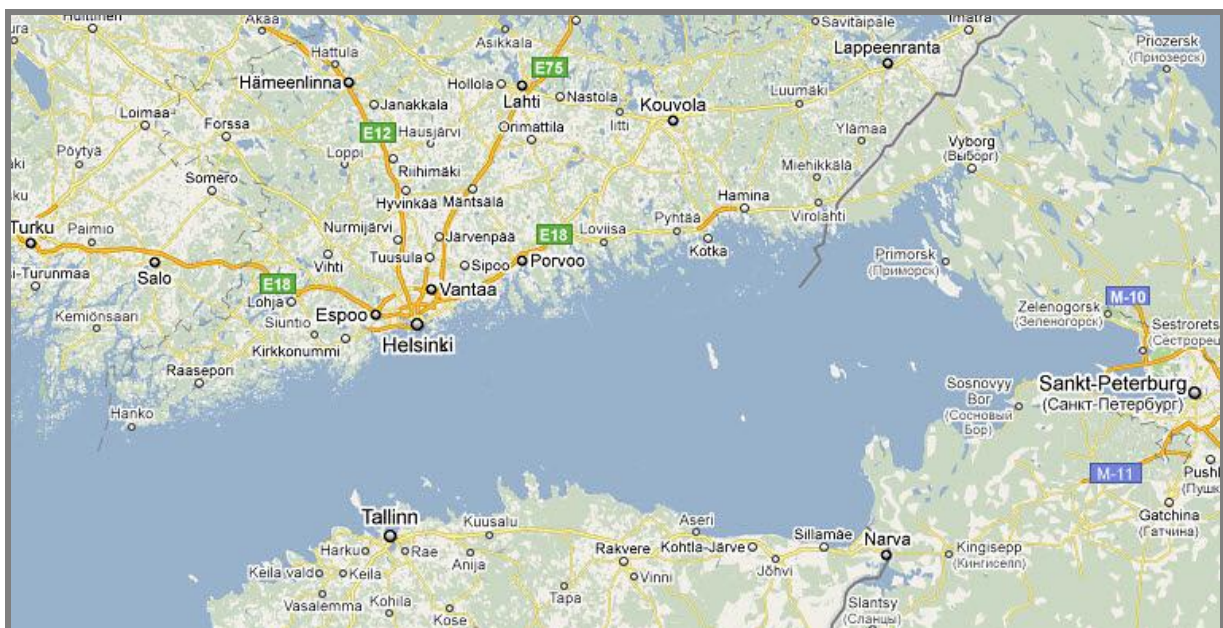 Huittinen
Akaa
Asikkala
Savitaipale
Imatra
Hattula
Lappeenranta
Priozersk
(Приозерск)
Hämeenlinna
E75
Hollola
Lahti
Nastola
Luumäki
Janakkala
Kouvola
Iitti
Loimaa
Forssa
E12
Hausjärvi
Orimattila
Ylämaa
Vyborg
(Выборг)
Pöytyä
Loppi
Riihimäki
Miehikkälä
Somero
Hyvinkää
Mäntsälä
Hamina
Virolahti
Turku
Paimio
Nurmijärvi
Järvenpää
E18
Loviisa
Pyhtää
Kotka
Salo
Vihti
Tuusula
Sipoo
Porvoo
Primorsk
(Приморск)
i-Turunmaa
E18
Lohja
Vantaa
M-10
Kemiönsaari
Siuntio
Espoo
Zelenogorsk
(Зеленогорск)
Sestrorets
(Сестрорец
Kirkkonummi
Helsinki
Raasepori
Sosnovyy
Bor
(Сосновый
Бор)
Sankt-Peterburg
(Санкт-Петербург)
Hanko
M-11
Pushl
(Пушк
Tallinn
Kuusalu
Aseri
Sillamäe
Narva
Gatchina
(Гатчина)
Harku
Rae
Anija
Rakvere
Kohtla-Järve
Jõhvi
Kingisepp
(Кингисепп)
Keila vald
Keila
Vinni
Vasalemma
Kohila
Kose
Tapa
Slantsy
(Сланцы)